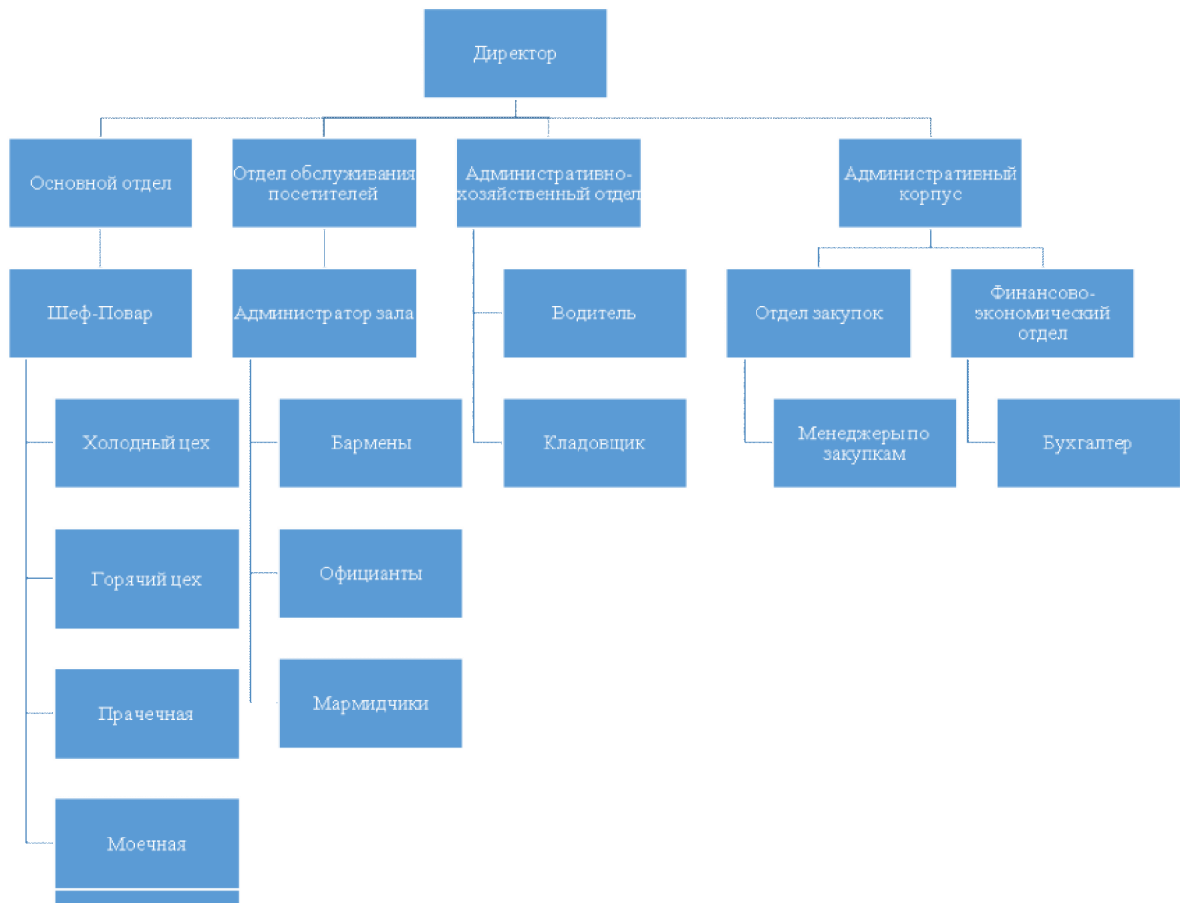 Директор
Основной отдел
Отдел обслуживания
посетителей
Административно-
хозяйственный отдел
Административный
корпус
Шеф-Повар
Администратор зала
Водитель
Отдел закупок
Финансово-
экономический
отдел
Холодный цех
Бармены
Кладовщик
Менеджеры по
закупкам
Бухгалтер
Горячий цех
Официанты
Прачечная
Мармидчики
Моечная